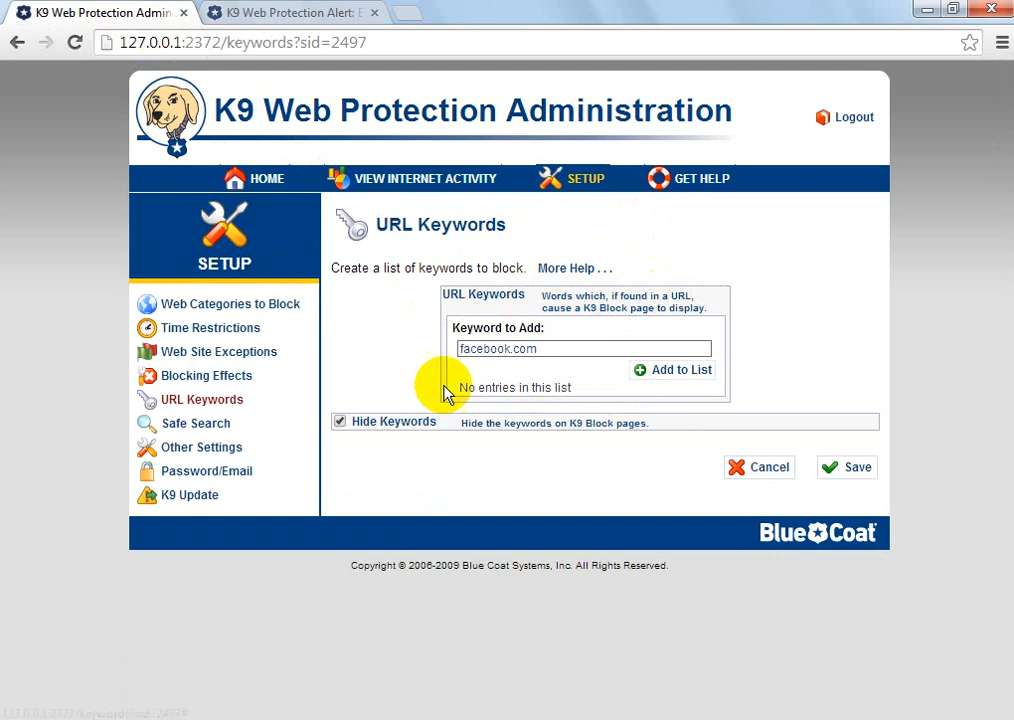 K9 Web Protection Admin
K9 Web Protection Alert: E
127.0.0.1:2372/keywords?sid=2497
K9 Web Protection Administration
Logout
HOME
VIEW INTERNET ACTIVITY
SETUP
GET HELP
SETUP
Web Categories to Block
Time Restrictions
Web Site Exceptions
Blocking Effects
URL Keywords
Safe Search
Other Settings
Password/Email
K9 Update
URL Keywords
Create a list of keywords to block. More Help . . .
URL Keywords
Words which, if found in a URL,
cause a K9 Block page to display.
Keyword to Add:
facebook.com
Add to List
No entries in this list
Hide Keywords
Hide the keywords on K9 Block pages.
Cancel
Save
Blue Coat
Copyright © 2006-2009 Blue Coat Systems, Inc. All Rights Reserved.